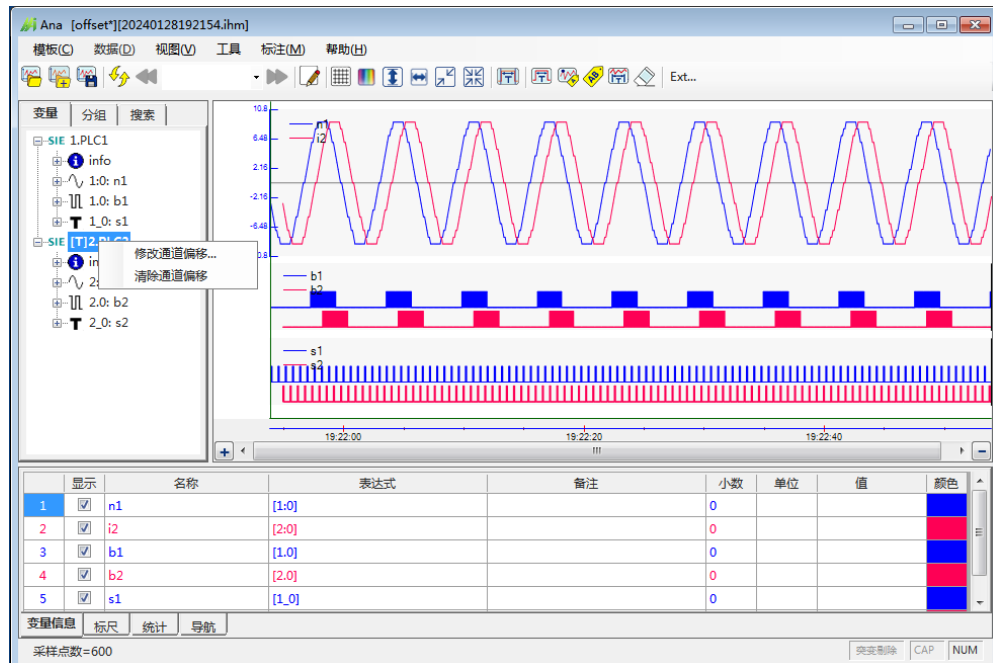 Ana [offset*][20240128192154.ihm]
模板(C) 数据(D) 视图(V) 工具 标注(M) 帮助(H)
Ext...
变量 分组 搜索
SIE 1.PLC1
info
1:0: n1
1.0: b1
T 1_0: s1
SIE [T]2.PLC2
2.0: b2
T 2_0: s2
修改通道偏移...
清除通道偏移
10.8
6.48
2.16
-2.16
-6.48
n1
i2
b1
b2
s1
s2
19:22:00 19:22:20 19:22:40
显示 名称 表达式 备注 小数 单位 值 颜色
1 n1 [1:0] 0
2 i2 [2:0] 0
3 b1 [1.0] 0
4 b2 [2.0] 0
5 s1 [1_0] 0
变量信息 标尺 统计 导航
采样点数=600 突变剔除 CAP NUM